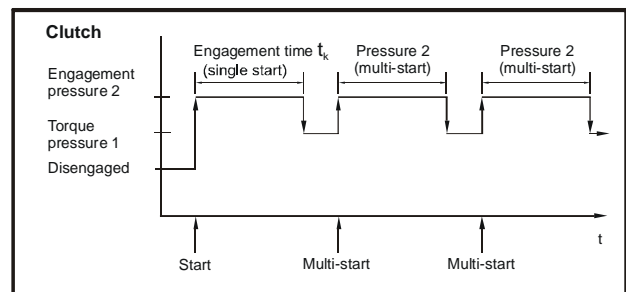 Clutch
Engagement time tk
(single start)
Pressure 2
(multi-start)
Pressure 2
(multi-start)
Engagement
pressure 2
Torque
pressure 1
Disengaged
t
Start
Multi-start
Multi-start